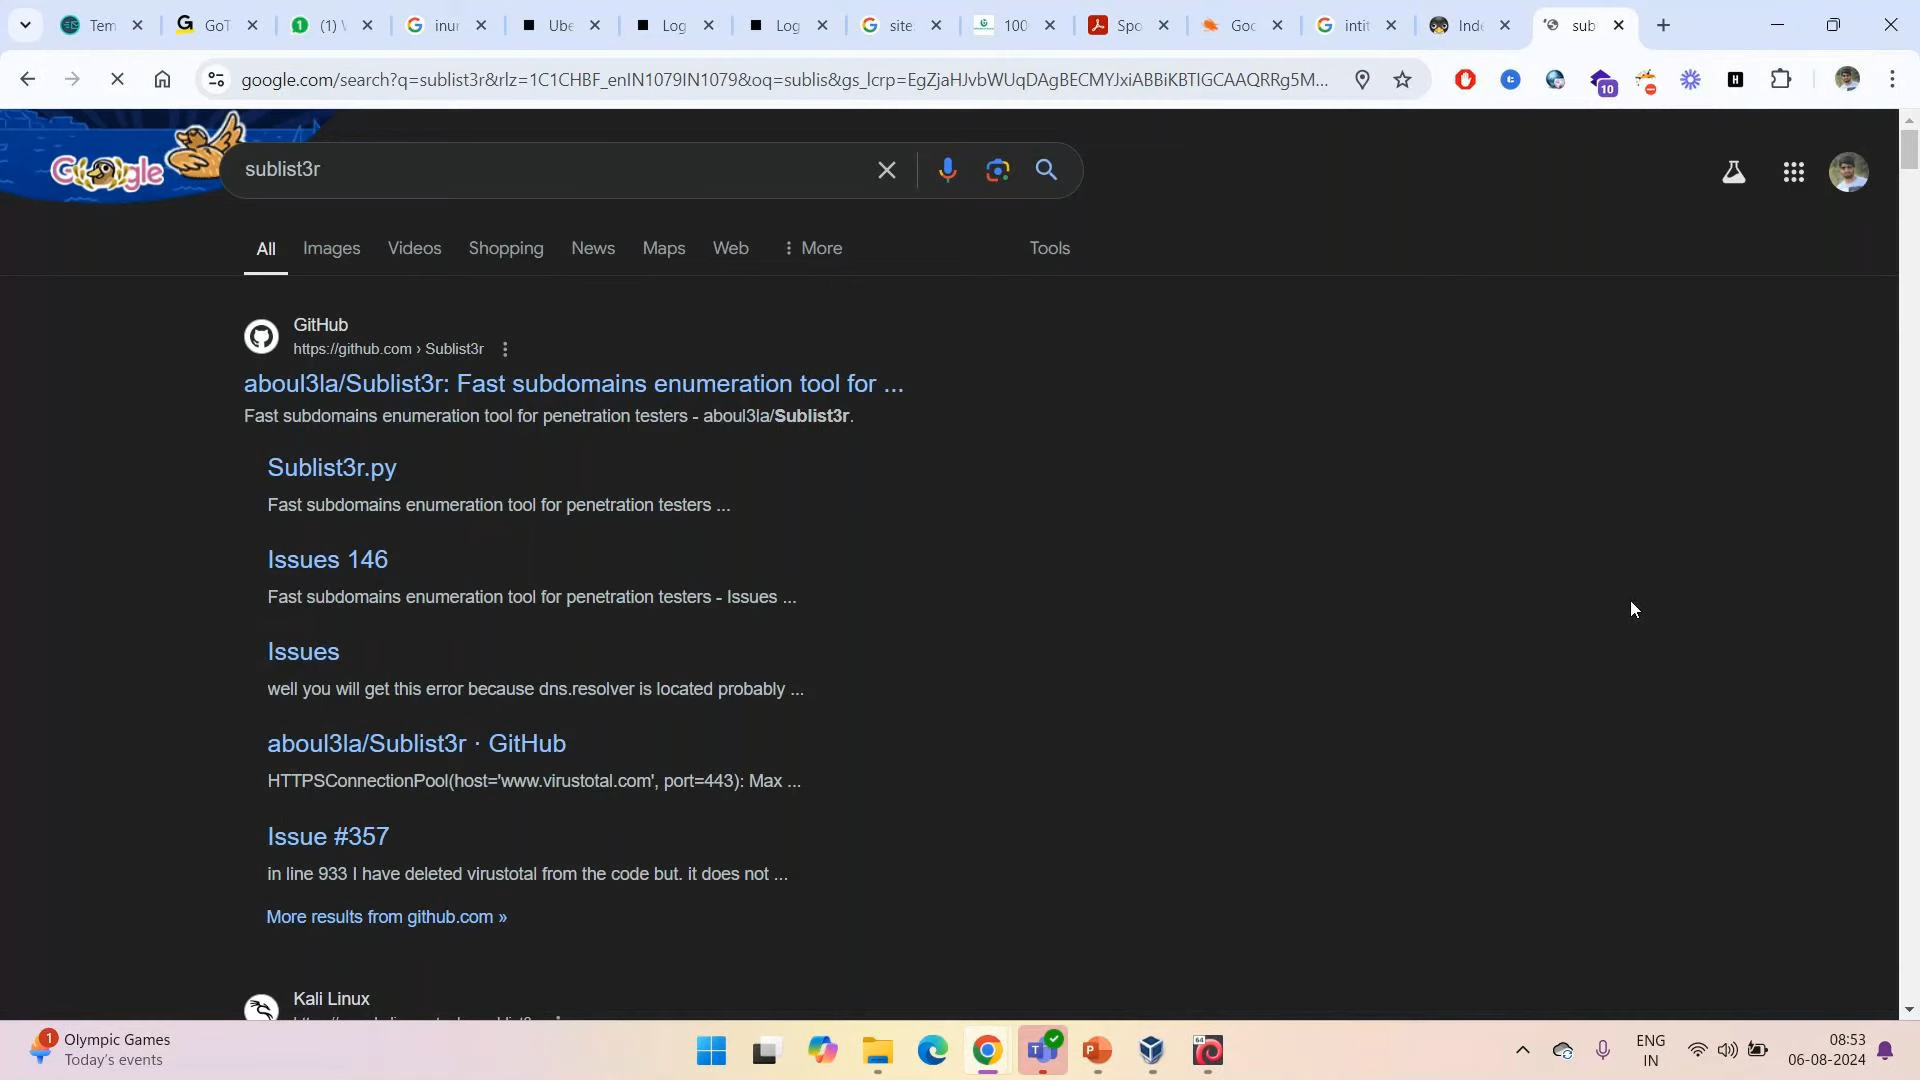 Tem
GoT
(1)
inur
Ube
Log
Log
site
100
Spo
Goc
intit
Inde
sub
google.com/search?q=sublist3r&rlz=1C1CHBF_enIN1079IN1079&oq=sublis&gs_lcrp=EgZjaHJvbWUqDAgBECMYJxiABBiKBTIGCAAQRRg5M...
10
H
Google
sublist3r
All
Images
Videos
Shopping
News
Maps
Web
More
Tools
GitHub
https://github.com › Sublist3r
aboul3la/Sublist3r: Fast subdomains enumeration tool for ...
Fast subdomains enumeration tool for penetration testers - aboul3la/Sublist3r.
Sublist3r.py
Fast subdomains enumeration tool for penetration testers ...
Issues 146
Fast subdomains enumeration tool for penetration testers - Issues ...
Issues
well you will get this error because dns.resolver is located probably ...
aboul3la/Sublist3r · GitHub
HTTPSConnectionPool(host='www.virustotal.com', port=443): Max ...
Issue #357
in line 933 I have deleted virustotal from the code but. it does not ...
More results from github.com »
Kali Linux
1
Olympic Games
Today's events
64
ENG
IN
08:53
06-08-2024